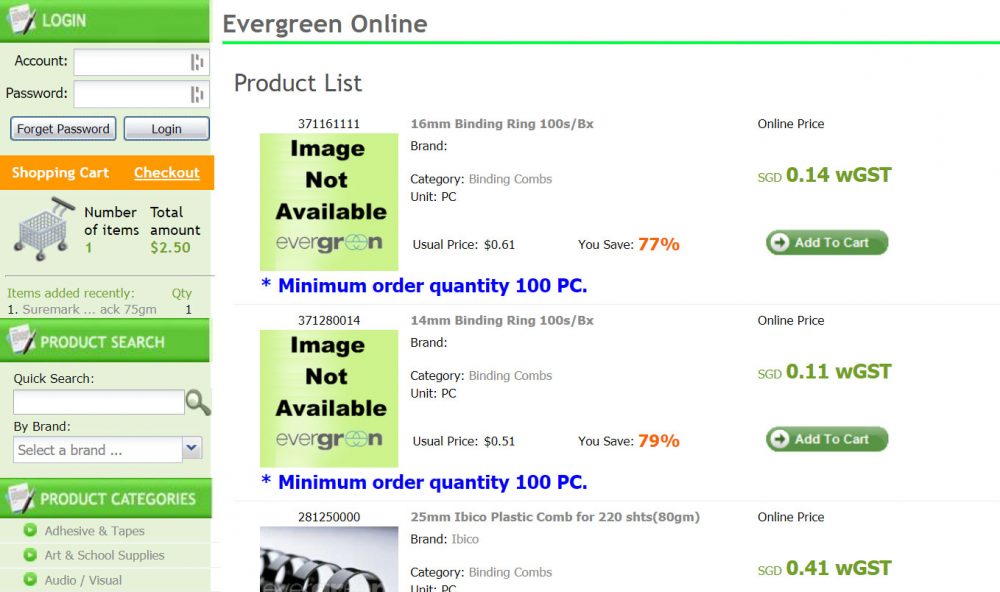 LOGIN
Account:
Password:
Forget Password
Login
Shopping Cart
Checkout
Number of items
1
Total amount
$2.50
Items added recently:
Qty
1. Suremark ... ack 75gm
1
PRODUCT SEARCH
Quick Search:
By Brand:
Select a brand ...
PRODUCT CATEGORIES
Adhesive & Tapes
Art & School Supplies
Audio / Visual
Evergreen Online
Product List
371161111
Image
Not
Available
evergreen
16mm Binding Ring 100s/Bx
Brand:
Category: Binding Combs
Unit: PC
Usual Price: $0.61
You Save: 77%
Online Price
SGD 0.14 wGST
Add To Cart
* Minimum order quantity 100 PC.
371280014
Image
Not
Available
evergreen
14mm Binding Ring 100s/Bx
Brand:
Category: Binding Combs
Unit: PC
Usual Price: $0.51
You Save: 79%
Online Price
SGD 0.11 wGST
Add To Cart
* Minimum order quantity 100 PC.
281250000
25mm Ibico Plastic Comb for 220 shts(80gm)
Brand: Ibico
Category: Binding Combs
Unit: PC
Online Price
SGD 0.41 wGST